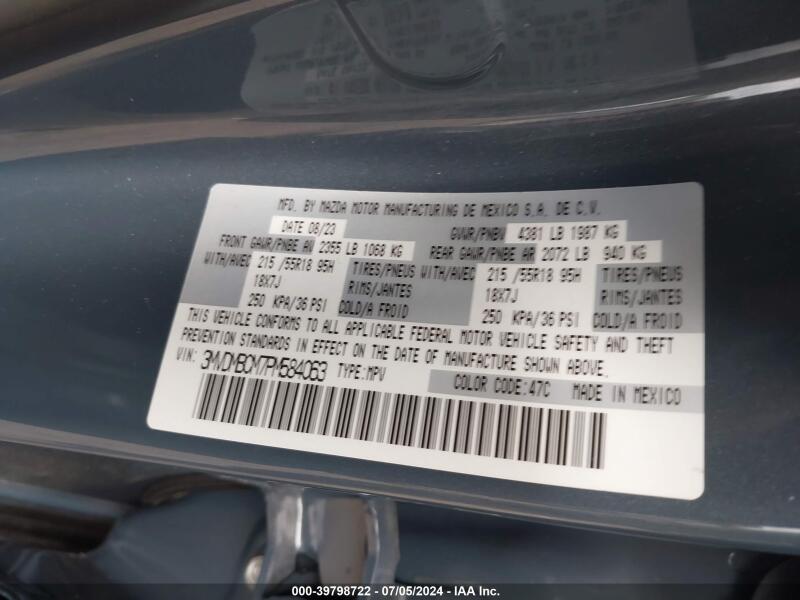 MFD. BY MAZDA MOTOR MANUFACTURING DE MEXICO S.A. DE C.V.
DATE 08/23 GVWR/PNBV 4381 LB 1987 KG
FRONT GAWR/PNBE AV 2355 LB 1068 KG REAR GAWR/PNBE AR 2072 LB 940 KG
WITH/AVEC 215 /55R18 95H TIRES/PNEUS WITH/AVEC 215 /55R18 95H TIRES/PNEUS
18X7J RIMS/JANTES 18X7J RIMS/JANTES
250 KPA/36 PSI COLD/A FROID 250 KPA/36 PSI COLD/A FROID
THIS VEHICLE CONFORMS TO ALL APPLICABLE FEDERAL MOTOR VEHICLE SAFETY AND THEFT
PREVENTION STANDARDS IN EFFECT ON THE DATE OF MANUFACTURE SHOWN ABOVE.
VIN: 3MVDMBCM7PM584063 TYPE:MPV
COLOR CODE:47C MADE IN MEXICO
000-39798722 - 07/05/2024 - IAA Inc.